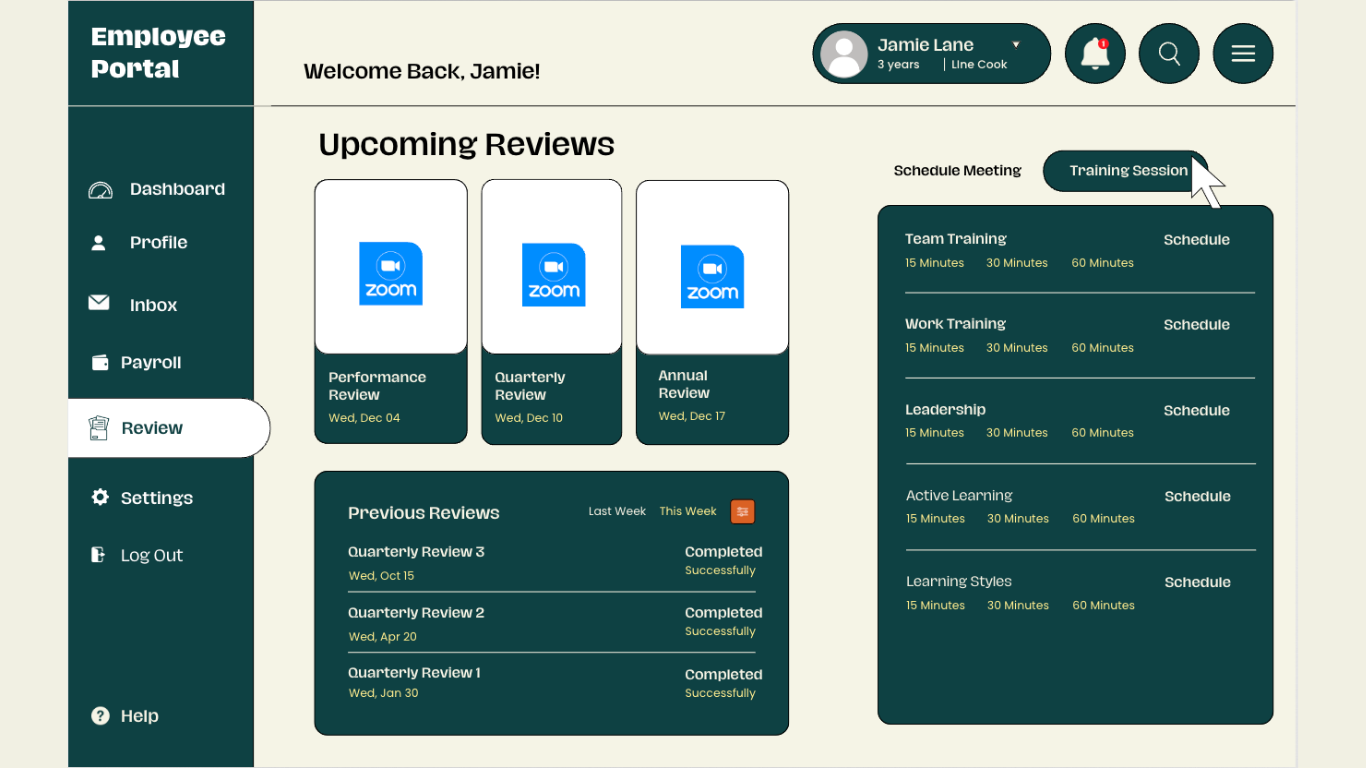 Employee
Portal
Welcome Back, Jamie!
Jamie Lane
3 years | Line Cook
1
Dashboard
Profile
Inbox
Payroll
Review
Settings
Log Out
? Help
Upcoming Reviews
zoom
Performance
Review
Wed, Dec 04
zoom
Quarterly
Review
Wed, Dec 10
zoom
Annual
Review
Wed, Dec 17
Previous Reviews Last Week This Week
Quarterly Review 3 Completed
Wed, Oct 15 Successfully
Quarterly Review 2 Completed
Wed, Apr 20 Successfully
Quarterly Review 1 Completed
Wed, Jan 30 Successfully
Schedule Meeting Training Session
Team Training Schedule
15 Minutes 30 Minutes 60 Minutes
Work Training Schedule
15 Minutes 30 Minutes 60 Minutes
Leadership Schedule
15 Minutes 30 Minutes 60 Minutes
Active Learning Schedule
15 Minutes 30 Minutes 60 Minutes
Learning Styles Schedule
15 Minutes 30 Minutes 60 Minutes